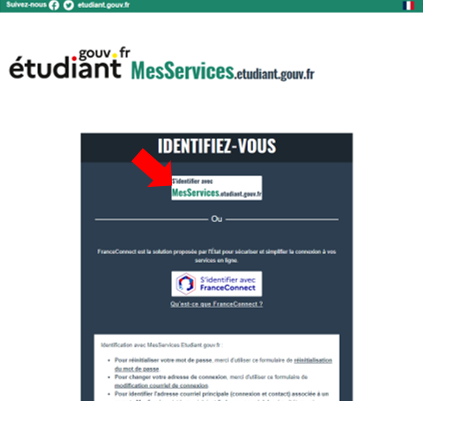 Suivez-nous etudiant.gouv.fr
gouv.fr
étudiant MesServices.etudiant.gouv.fr
IDENTIFIEZ-VOUS
S'identifier avec
MesServices.etudiant.gouv.fr
Ou
FranceConnect est la solution proposée par l'État pour sécuriser et simplifier la connexion à vos
services en ligne.
S'identifier avec
FranceConnect
Qu'est-ce que FranceConnect ?
Identification avec MesServices.Etudiant.gouv.fr :
Pour réinitialiser votre mot de passe, merci d'utiliser ce formulaire de réinitialisation
du mot de passe
Pour changer votre adresse de connexion, merci d'utiliser ce formulaire de
modification courriel de connexion
Pour identifier l'adresse courriel principale (connexion et contact) associée à un